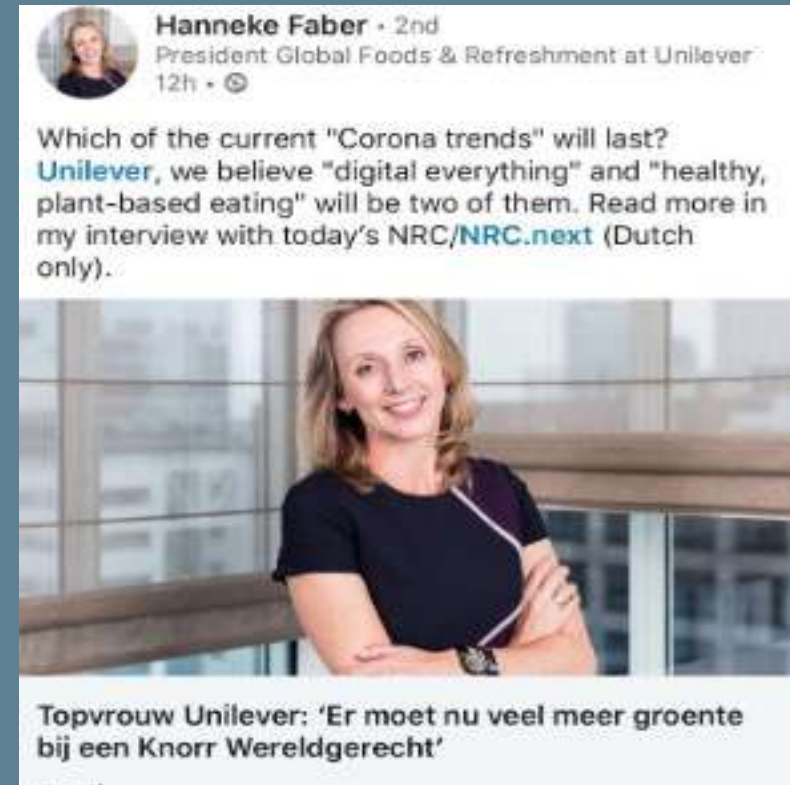 Hanneke Faber • 2nd
President Global Foods & Refreshment at Unilever
12h •
Which of the current "Corona trends" will last?
Unilever, we believe "digital everything" and "healthy,
plant-based eating" will be two of them. Read more in
my interview with today's NRC/NRC.next (Dutch
only).
Topvrouw Unilever: 'Er moet nu veel meer groente
bij een Knorr Wereldgerecht'